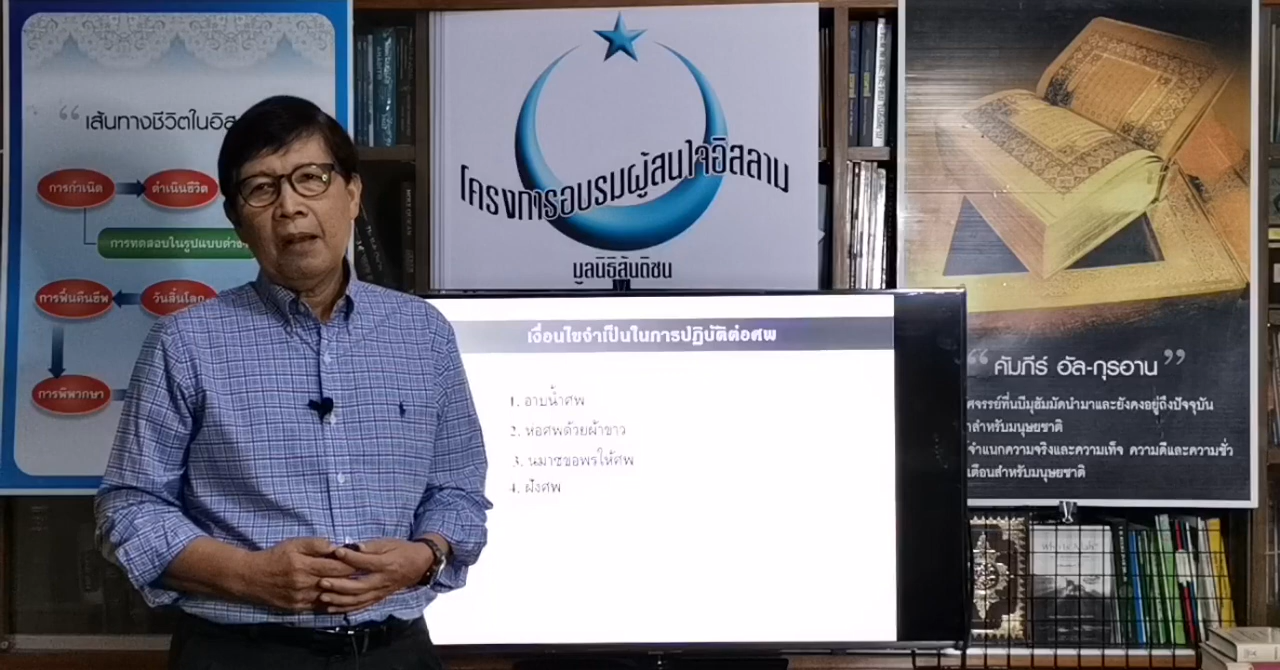 “ เส้นทางชีวิตในอิส
การกำเนิด
ดำเนินชีวิต
การทดสอบในรูปแบบต่าง
การฟื้นคืนชีพ
วันสิ้นโลก
การพิพากษา
โครงการอบรมผู้สนใจอิสลาม
มูลนิธิสันติชน
เงื่อนไขจำเป็นในการปฏิบัติต่อศพ
1. อาบน้ำศพ
2. ห่อศพด้วยผ้าขาว
3. นมาซขอพรให้ศพ
4. ฝังศพ
“ คัมภีร์ อัล-กุรอาน ”
ศจรรย์ที่นบีมุฮัมมัดนำมาและยังคงอยู่ถึงปัจจุบัน
สำหรับมนุษยชาติ
จำแนกความจริงและความเท็จ ความดีและความชั่ว
เตือนสำหรับมนุษยชาติ